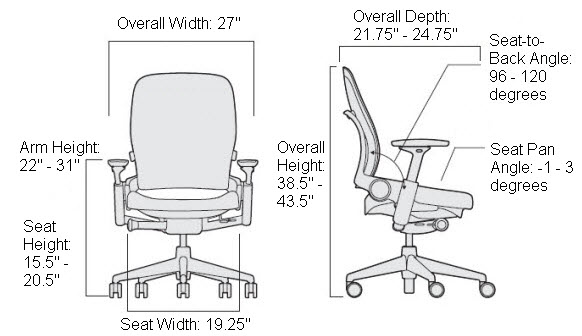 Overall Width: 27"
Overall Depth:
21.75" - 24.75"
Seat-to-
Back Angle:
96 - 120
degrees
Arm Height:
22" - 31"
Overall
Height:
38.5" -
43.5"
Seat Pan
Angle: -1 - 3
degrees
Seat
Height:
15.5" -
20.5"
Seat Width: 19.25"